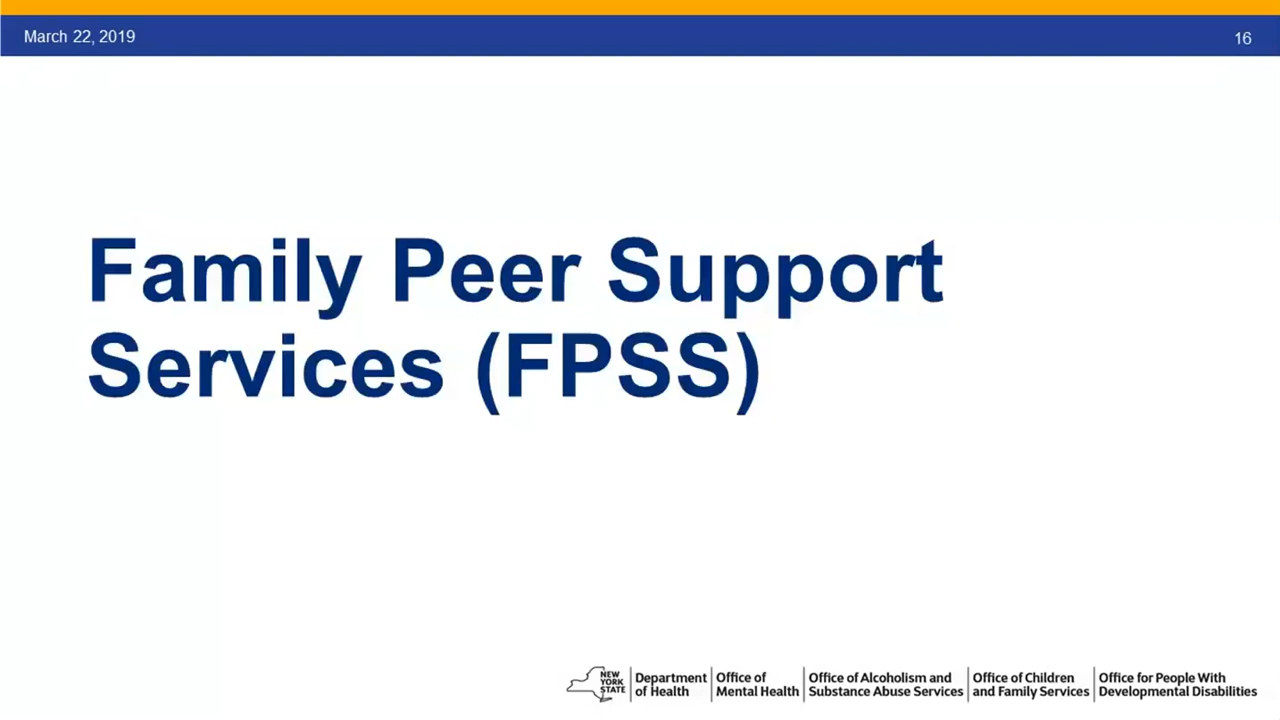 March 22, 2019
16
Family Peer Support
Services (FPSS)
NEW
YORK
STATE
Department
of Health
Office of
Mental Health
Office of Alcoholism and
Substance Abuse Services
Office of Children
and Family Services
Office for People With
Developmental Disabilities